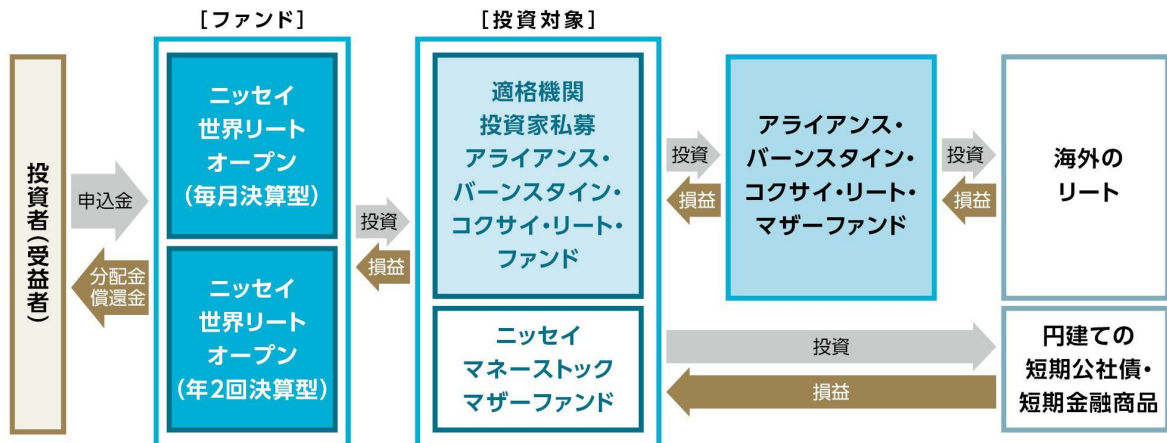 [ファンド]
[投資対象]
投資者(受益者)
申込金
分配金
償還金
ニッセイ
世界リート
オープン
(毎月決算型)
ニッセイ
世界リート
オープン
(年2回決算型)
投資
損益
適格機関
投資家私募
アライアンス・
バーンスタイン・
コクサイ・リート・
ファンド
ニッセイ
マネーストック
マザーファンド
投資
損益
アライアンス・
バーンスタイン・
コクサイ・リート・
マザーファンド
投資
損益
海外の
リート
投資
損益
円建ての
短期公社債・
短期金融商品